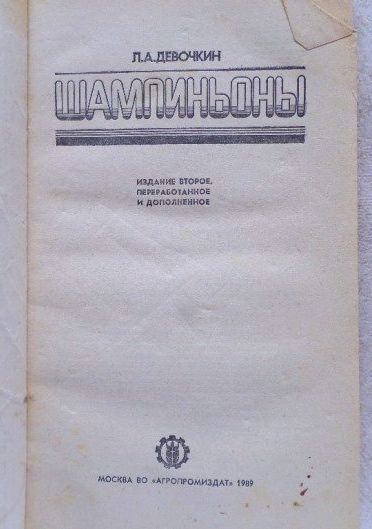 Л.А.ДЕВОЧКИН
ШАМПИНЬОНЫ
ИЗДАНИЕ ВТОРОЕ,
ПЕРЕРАБОТАННОЕ
И ДОПОЛНЕННОЕ
МОСКВА ВО «АГРОПРОМИЗДАТ» 1989